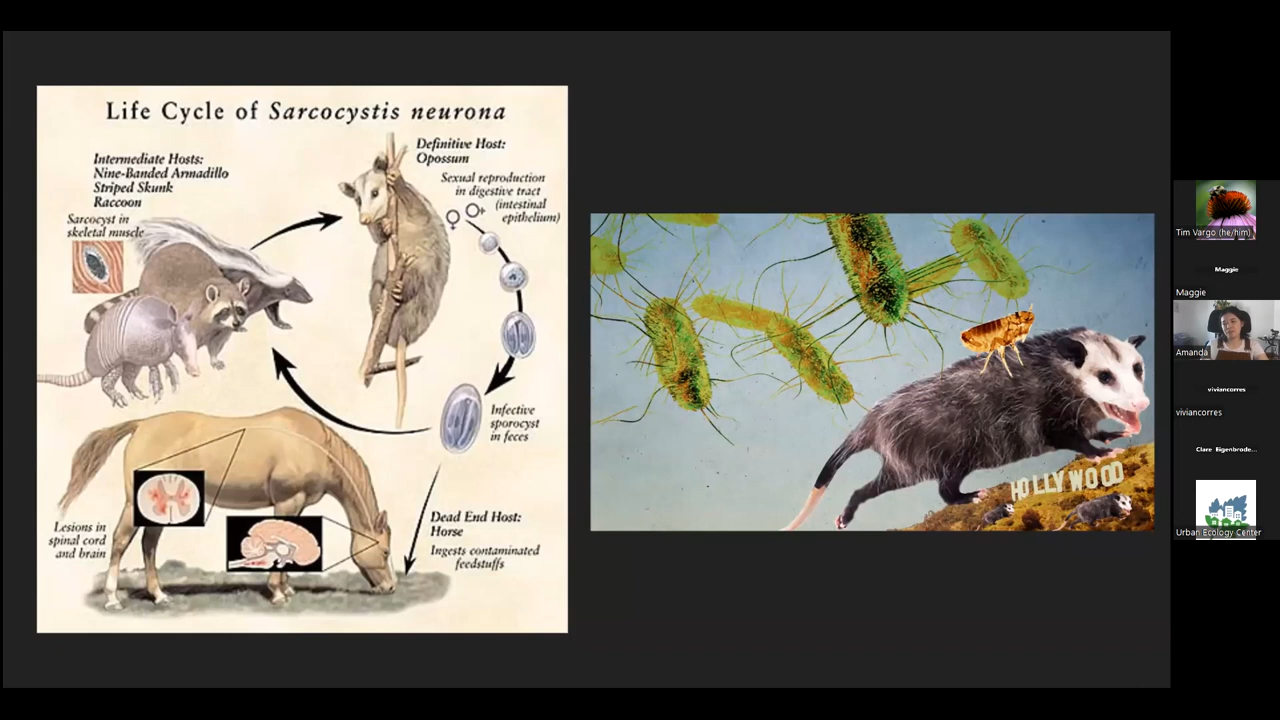 Life Cycle of Sarcocystis neurona
Intermediate Hosts:
Nine-Banded Armadillo
Striped Skunk
Raccoon
Sarcocyst in
skeletal muscle
Definitive Host:
Opossum
Sexual reproduction
in digestive tract
(intestinal
epithelium)
Infective
sporocyst
in feces
Lesions in
spinal cord
and brain
Dead End Host:
Horse
Ingests contaminated
feedstuffs
HOLLYWOOD
Tim Vargo (he/him)
Maggie
Maggie
Amanda
viviancorres
viviancorres
Clare Eigenbrode...
Urban Ecology Center